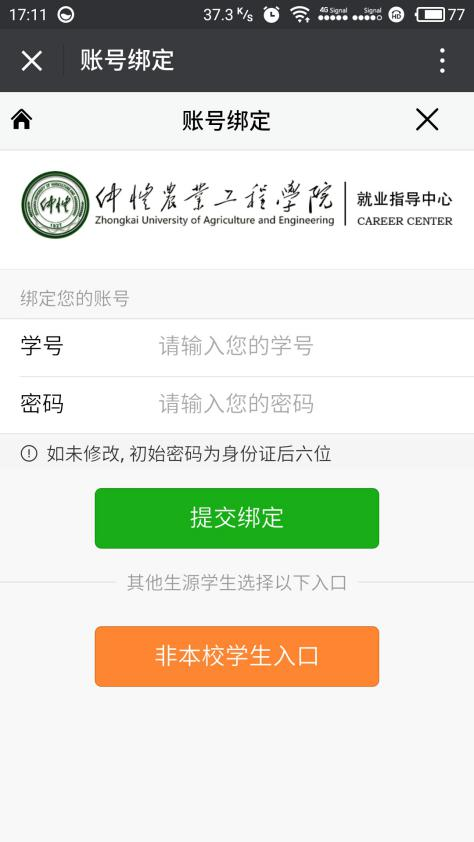 17:11 37.3 K/s 4G Signal Signal HD 77
账号绑定
账号绑定
仲恺农业工程学院 就业指导中心
Zhongkai University of Agriculture and Engineering CAREER CENTER
绑定您的账号
学号 请输入您的学号
密码 请输入您的密码
如未修改, 初始密码为身份证后六位
提交绑定
其他生源学生选择以下入口
非本校学生入口